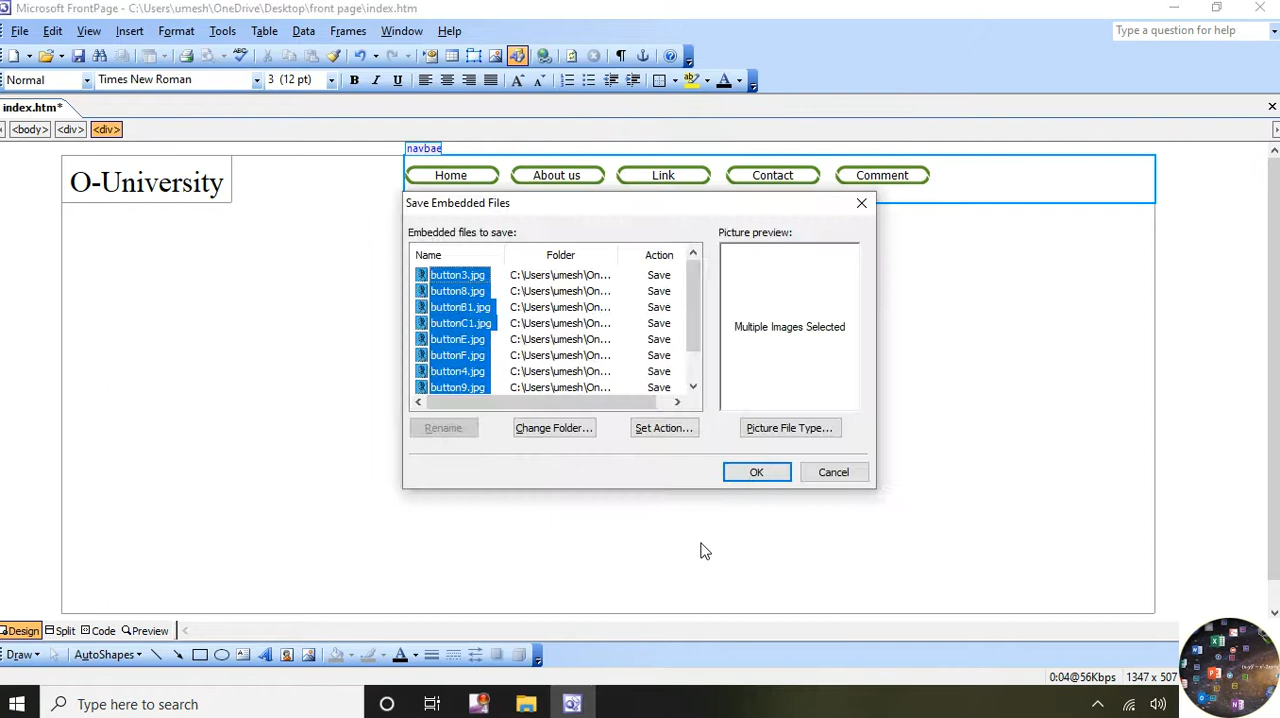 Microsoft FrontPage - C:\Users\umesh\OneDrive\Desktop\front page\index.htm
File Edit View Insert Format Tools Table Data Frames Window Help
Type a question for help
Normal Times New Roman 3 (12 pt) B I U A A A
index.htm*
<body> <div> <div>
navbae
O-University
Home About us Link Contact Comment
Save Embedded Files
Embedded files to save: Picture preview:
Name Folder Action
button3.jpg C:\Users\umesh\On... Save
button8.jpg C:\Users\umesh\On... Save
buttonB1.jpg C:\Users\umesh\On... Save
buttonC1.jpg C:\Users\umesh\On... Save
buttonE.jpg C:\Users\umesh\On... Save
buttonF.jpg C:\Users\umesh\On... Save
button4.jpg C:\Users\umesh\On... Save
button9.jpg C:\Users\umesh\On... Save
Multiple Images Selected
Rename Change Folder... Set Action... Picture File Type...
OK Cancel
Design Split Code Preview
Draw AutoShapes A
0:04@56Kbps 1347 x 507
Type here to search